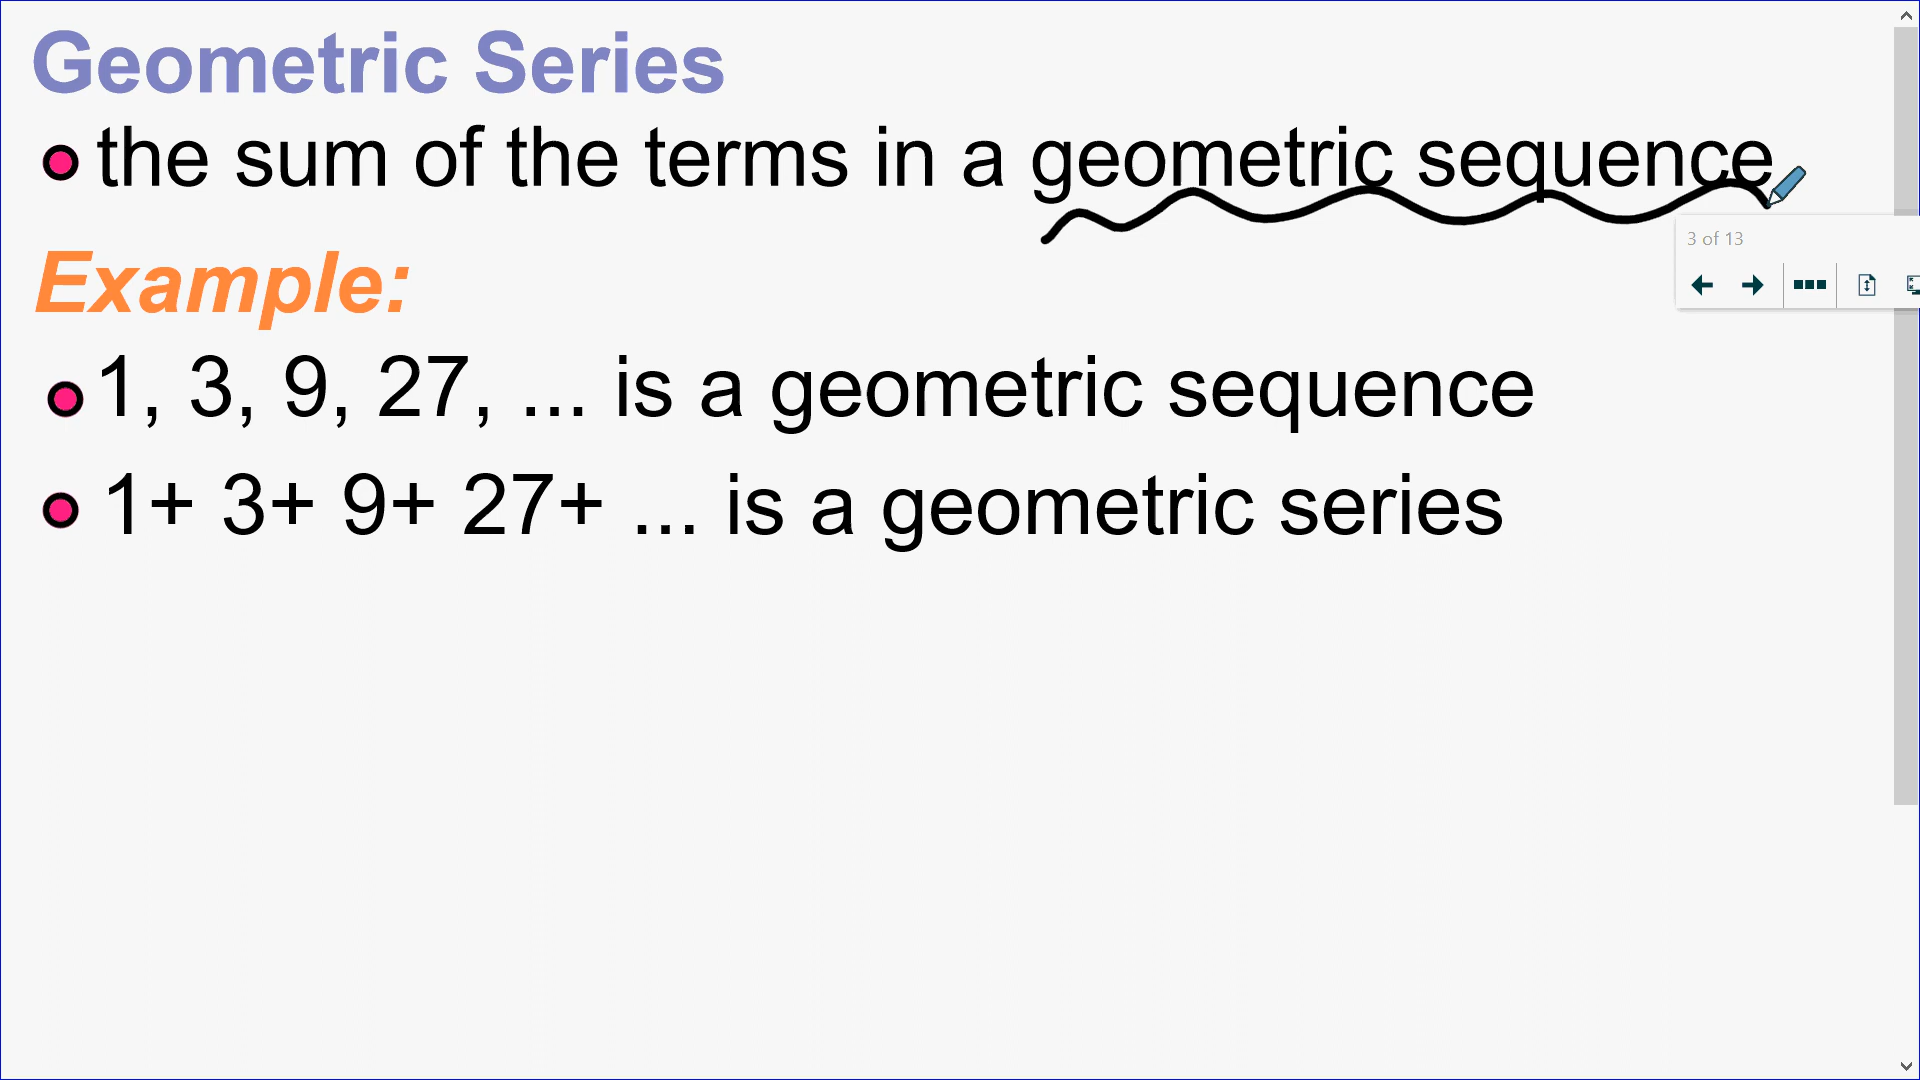 Geometric Series
the sum of the terms in a geometric sequence
3 of 13
Example:
1, 3, 9, 27, ... is a geometric sequence
1+ 3+ 9+ 27+ ... is a geometric series